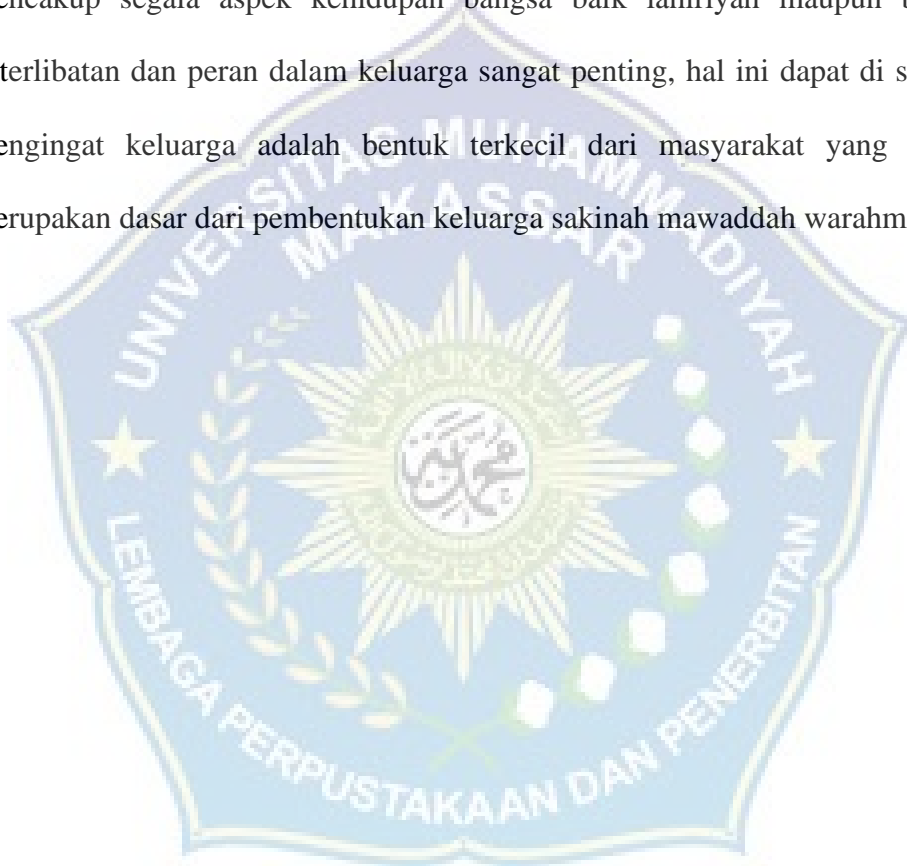 encakup segala aspek kehidupan bangsa baik lahiriyah maupun
terlibatan dan peran dalam keluarga sangat penting, hal ini dapat di s
engingat keluarga adalah bentuk terkecil dari masyarakat yang
erupakan dasar dari pembentukan keluarga sakinah mawaddah warahm
UNIVERSITAS MUHAMMADIYAH
MAKASSAR
محمدية
LEMBAGA PERPUSTAKAAN DAN PENERBITAN